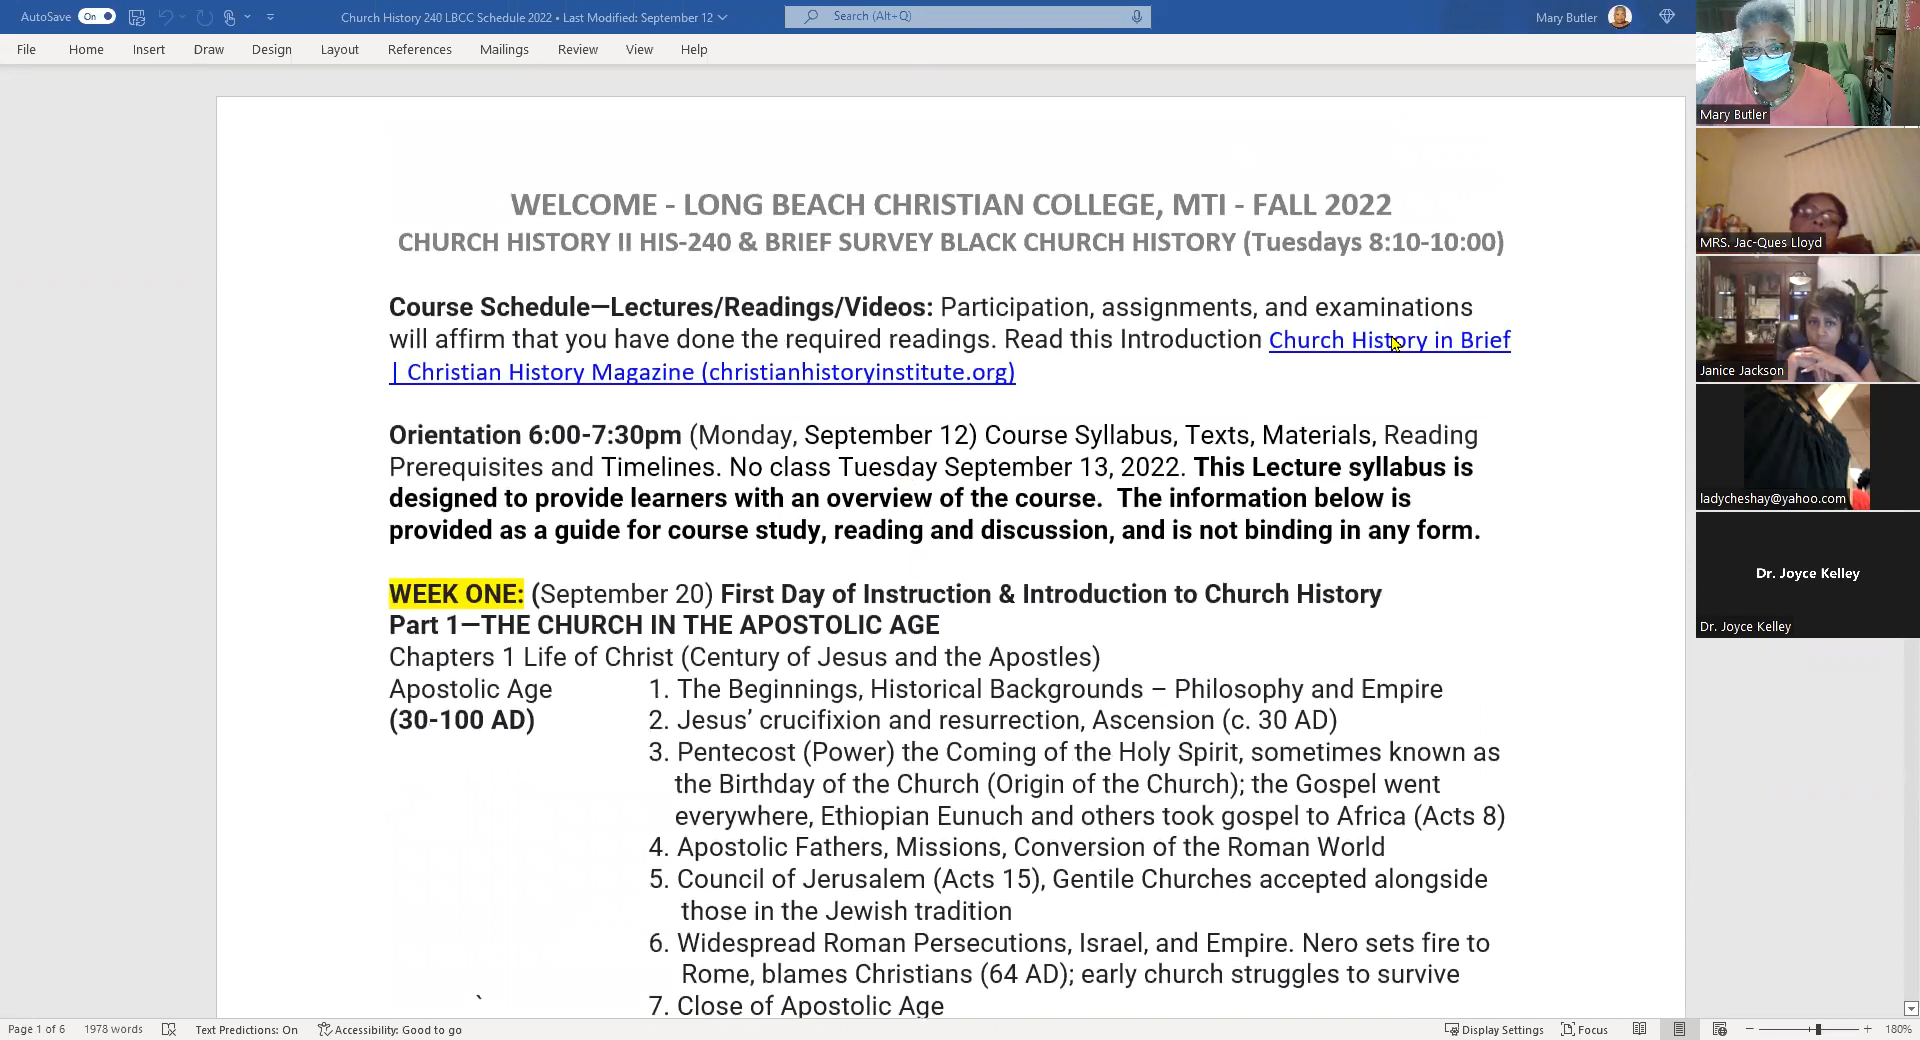 AutoSave On Church History 240 LBCC Schedule 2022 • Last Modified: September 12 Search (Alt+Q) Mary Butler
File Home Insert Draw Design Layout References Mailings Review View Help
WELCOME - LONG BEACH CHRISTIAN COLLEGE, MTI - FALL 2022
CHURCH HISTORY II HIS-240 & BRIEF SURVEY BLACK CHURCH HISTORY (Tuesdays 8:10-10:00)
Course Schedule—Lectures/Readings/Videos: Participation, assignments, and examinations
will affirm that you have done the required readings. Read this Introduction Church History in Brief
| Christian History Magazine (christianhistoryinstitute.org)
Orientation 6:00-7:30pm (Monday, September 12) Course Syllabus, Texts, Materials, Reading
Prerequisites and Timelines. No class Tuesday September 13, 2022. This Lecture syllabus is
designed to provide learners with an overview of the course. The information below is
provided as a guide for course study, reading and discussion, and is not binding in any form.
WEEK ONE: (September 20) First Day of Instruction & Introduction to Church History
Part 1—THE CHURCH IN THE APOSTOLIC AGE
Chapters 1 Life of Christ (Century of Jesus and the Apostles)
Apostolic Age 1. The Beginnings, Historical Backgrounds – Philosophy and Empire
(30-100 AD) 2. Jesus’ crucifixion and resurrection, Ascension (c. 30 AD)
3. Pentecost (Power) the Coming of the Holy Spirit, sometimes known as
the Birthday of the Church (Origin of the Church); the Gospel went
everywhere, Ethiopian Eunuch and others took gospel to Africa (Acts 8)
4. Apostolic Fathers, Missions, Conversion of the Roman World
5. Council of Jerusalem (Acts 15), Gentile Churches accepted alongside
those in the Jewish tradition
6. Widespread Roman Persecutions, Israel, and Empire. Nero sets fire to
Rome, blames Christians (64 AD); early church struggles to survive
` 7. Close of Apostolic Age
Page 1 of 6 1978 words Text Predictions: On Accessibility: Good to go Display Settings Focus 180%
Mary Butler
MRS. Jac-Ques Lloyd
Janice Jackson
ladycheshay@yahoo.com
Dr. Joyce Kelley
Dr. Joyce Kelley